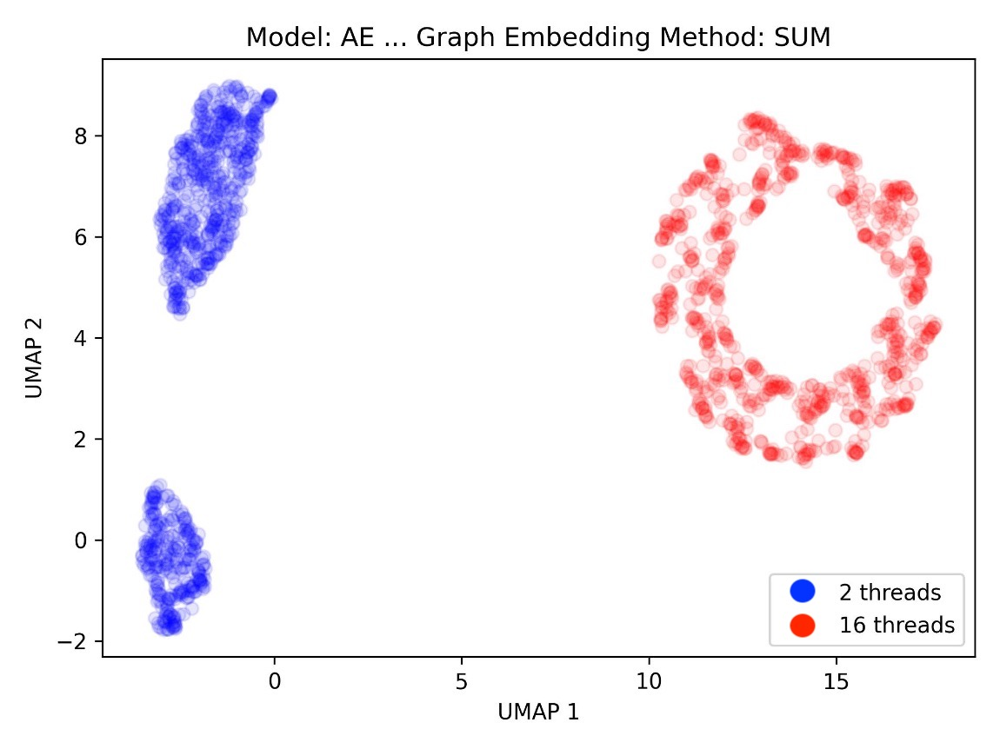 Model: AE ... Graph Embedding Method: SUM
8
6
4
2
0
−2
UMAP 2
0
5
10
15
UMAP 1
2 threads
16 threads